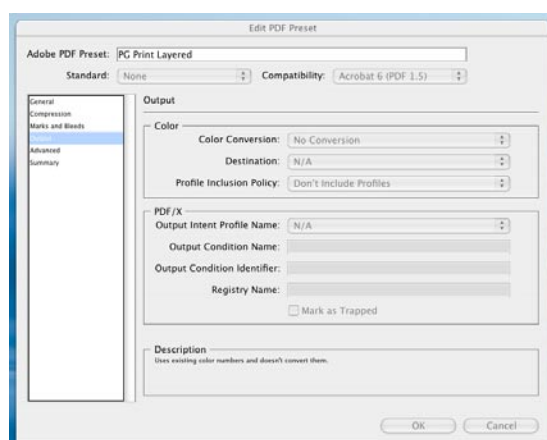 Edit PDF Preset
Adobe PDF Preset: PG Print Layered
Standard: None Compatibility: Acrobat 6 (PDF 1.5)
General
Compression
Marks and Bleeds
Output
Advanced
Summary
Output
Color
Color Conversion: No Conversion
Destination: N/A
Profile Inclusion Policy: Don't Include Profiles
PDF/X
Output Intent Profile Name: N/A
Output Condition Name:
Output Condition Identifier:
Registry Name:
Mark as Trapped
Description
Uses existing color numbers and doesn't convert them.
OK Cancel